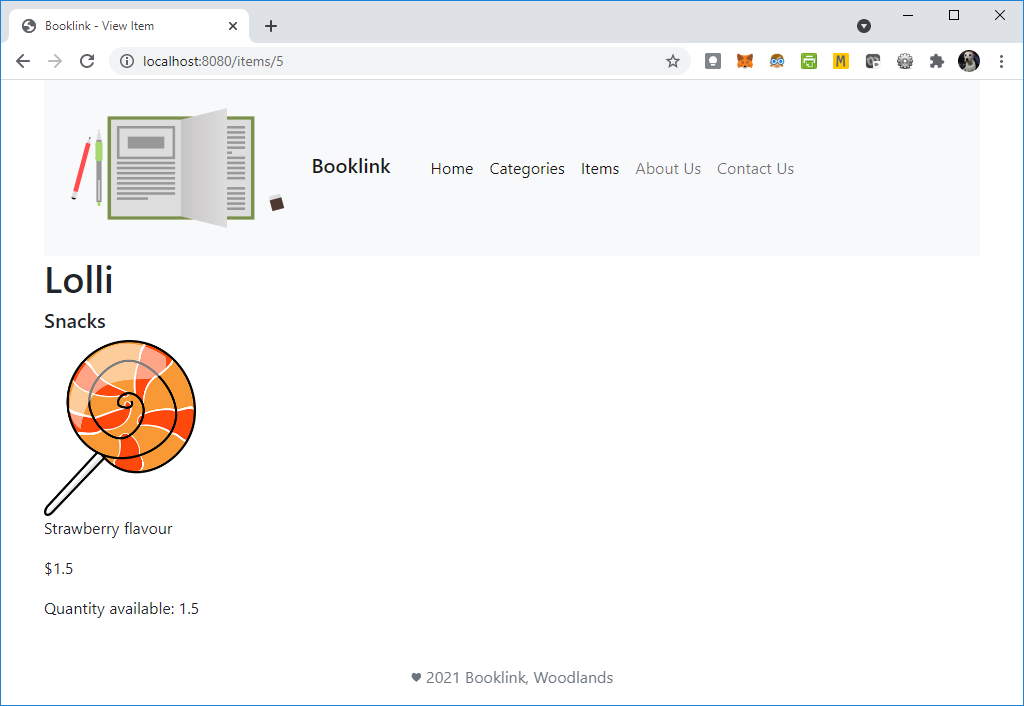 Booklink - View Item
localhost:8080/items/5
M
Booklink
Home Categories Items About Us Contact Us
Lolli
Snacks
Strawberry flavour
$1.5
Quantity available: 1.5
♥ 2021 Booklink, Woodlands